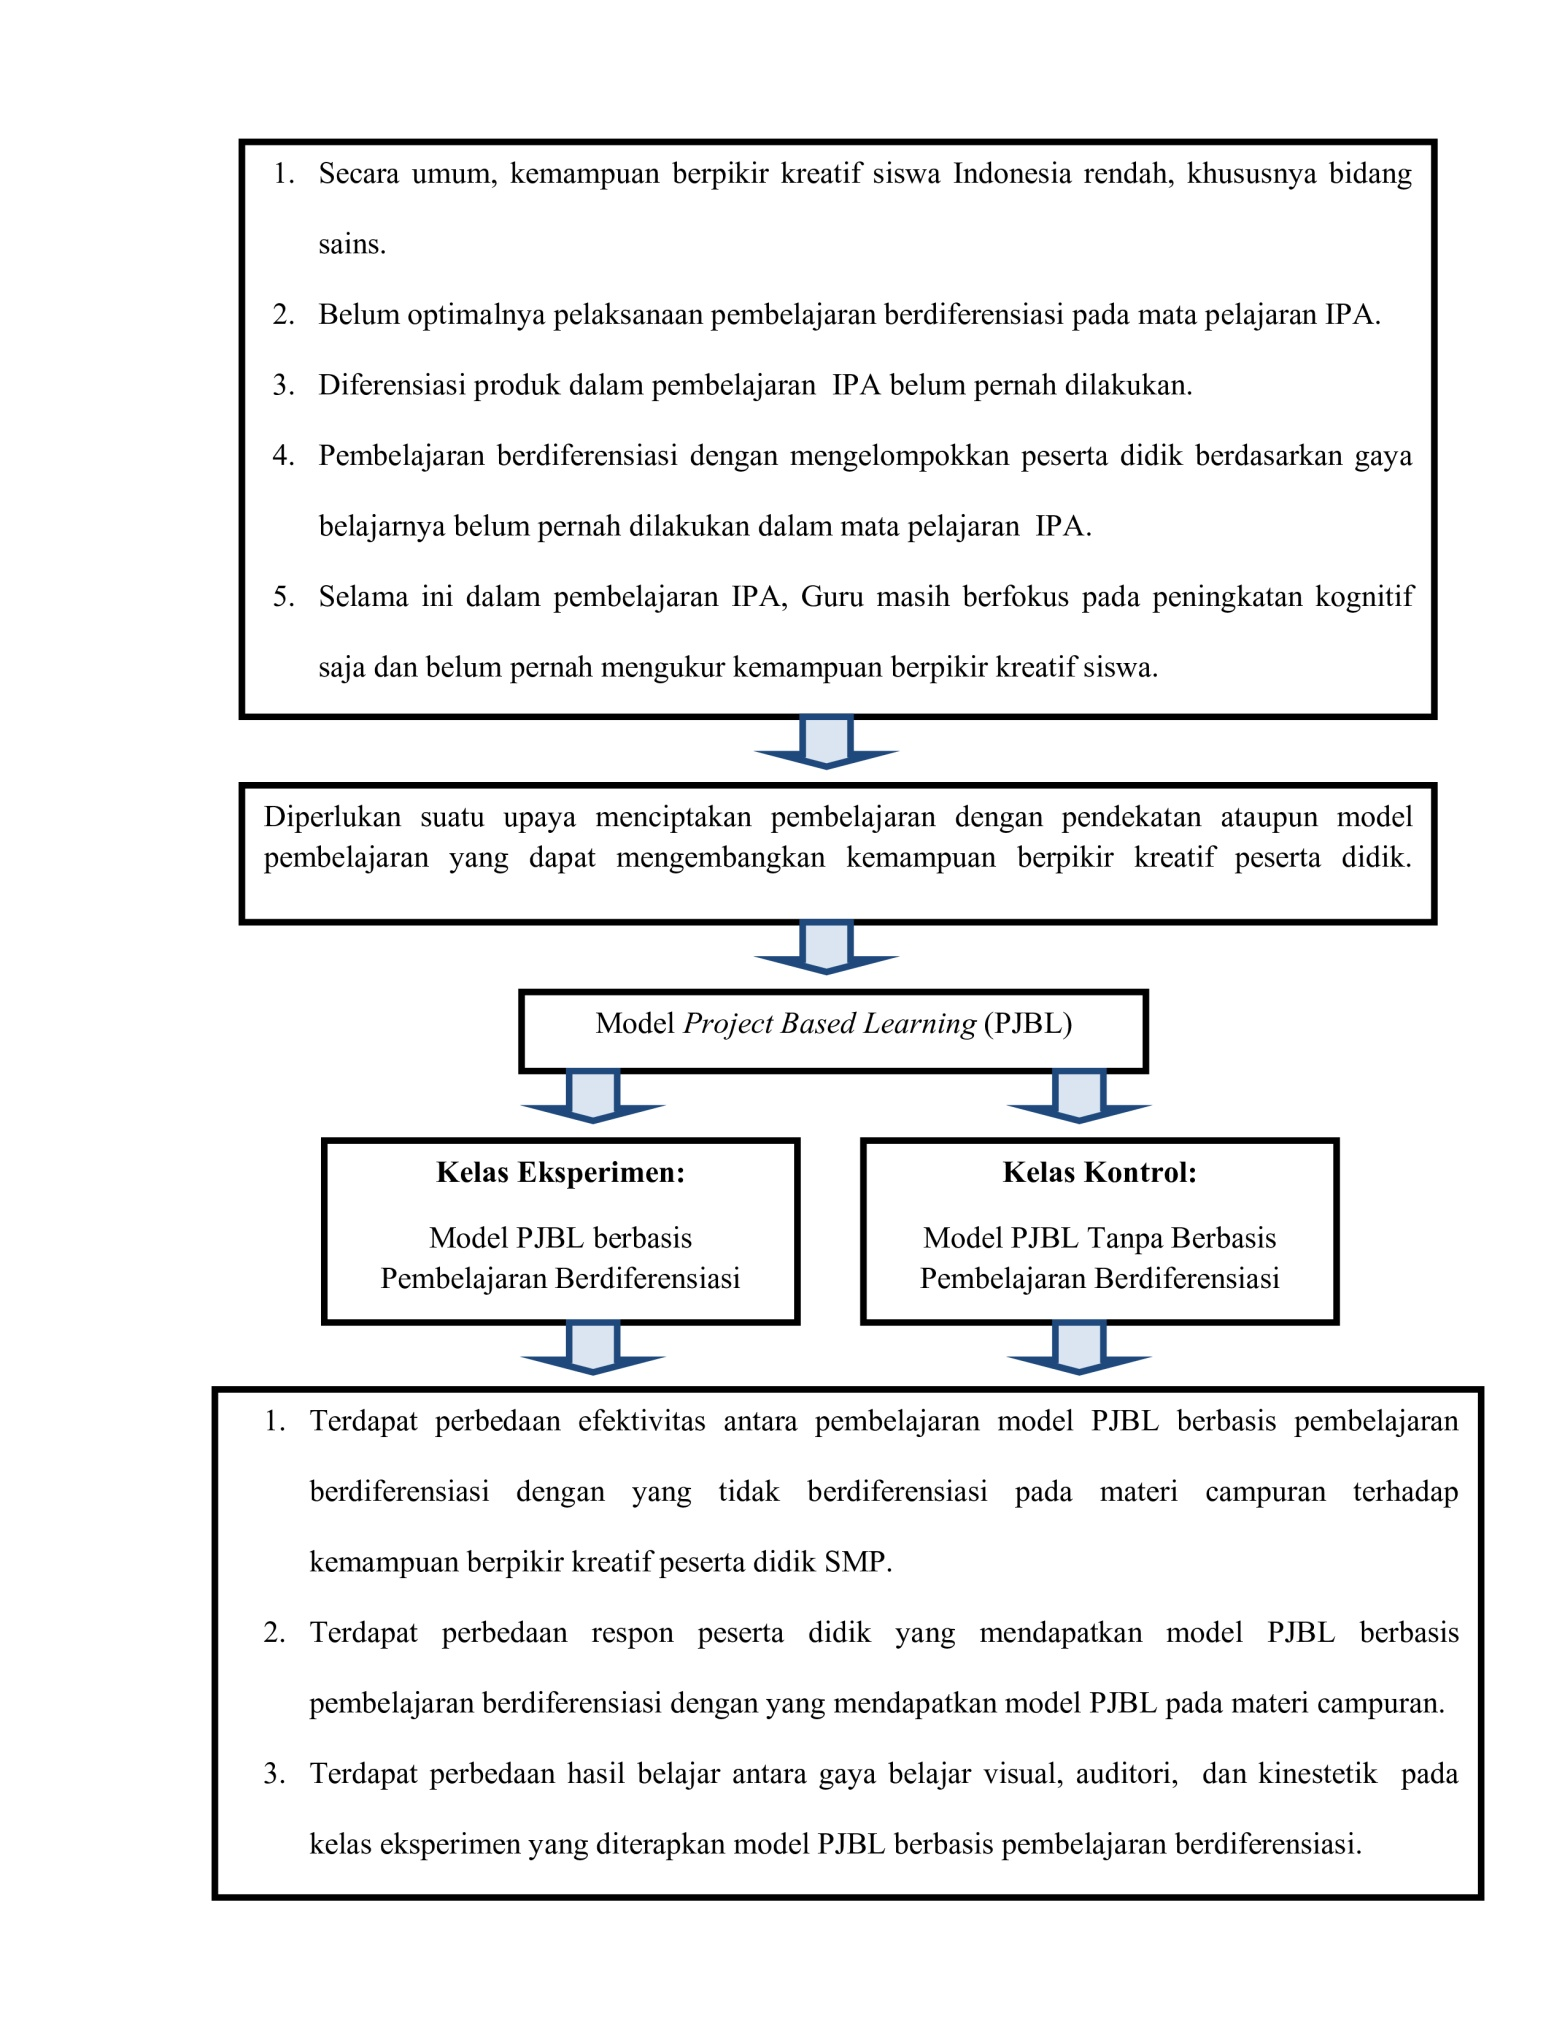 1. Secara umum, kemampuan berpikir kreatif siswa Indonesia rendah, khususnya bidang
sains.
2. Belum optimalnya pelaksanaan pembelajaran berdiferensiasi pada mata pelajaran IPA.
3. Diferensiasi produk dalam pembelajaran IPA belum pernah dilakukan.
4. Pembelajaran berdiferensiasi dengan mengelompokkan peserta didik berdasarkan gaya
belajarnya belum pernah dilakukan dalam mata pelajaran IPA.
5. Selama ini dalam pembelajaran IPA, Guru masih berfokus pada peningkatan kognitif
saja dan belum pernah mengukur kemampuan berpikir kreatif siswa.
Diperlukan suatu upaya menciptakan pembelajaran dengan pendekatan ataupun model
pembelajaran yang dapat mengembangkan kemampuan berpikir kreatif peserta didik.
Model Project Based Learning (PJBL)
Kelas Eksperimen:
Model PJBL berbasis
Pembelajaran Berdiferensiasi
Kelas Kontrol:
Model PJBL Tanpa Berbasis
Pembelajaran Berdiferensiasi
1. Terdapat perbedaan efektivitas antara pembelajaran model PJBL berbasis pembelajaran
berdiferensiasi dengan yang tidak berdiferensiasi pada materi campuran terhadap
kemampuan berpikir kreatif peserta didik SMP.
2. Terdapat perbedaan respon peserta didik yang mendapatkan model PJBL berbasis
pembelajaran berdiferensiasi dengan yang mendapatkan model PJBL pada materi campuran.
3. Terdapat perbedaan hasil belajar antara gaya belajar visual, auditori, dan kinestetik pada
kelas eksperimen yang diterapkan model PJBL berbasis pembelajaran berdiferensiasi.